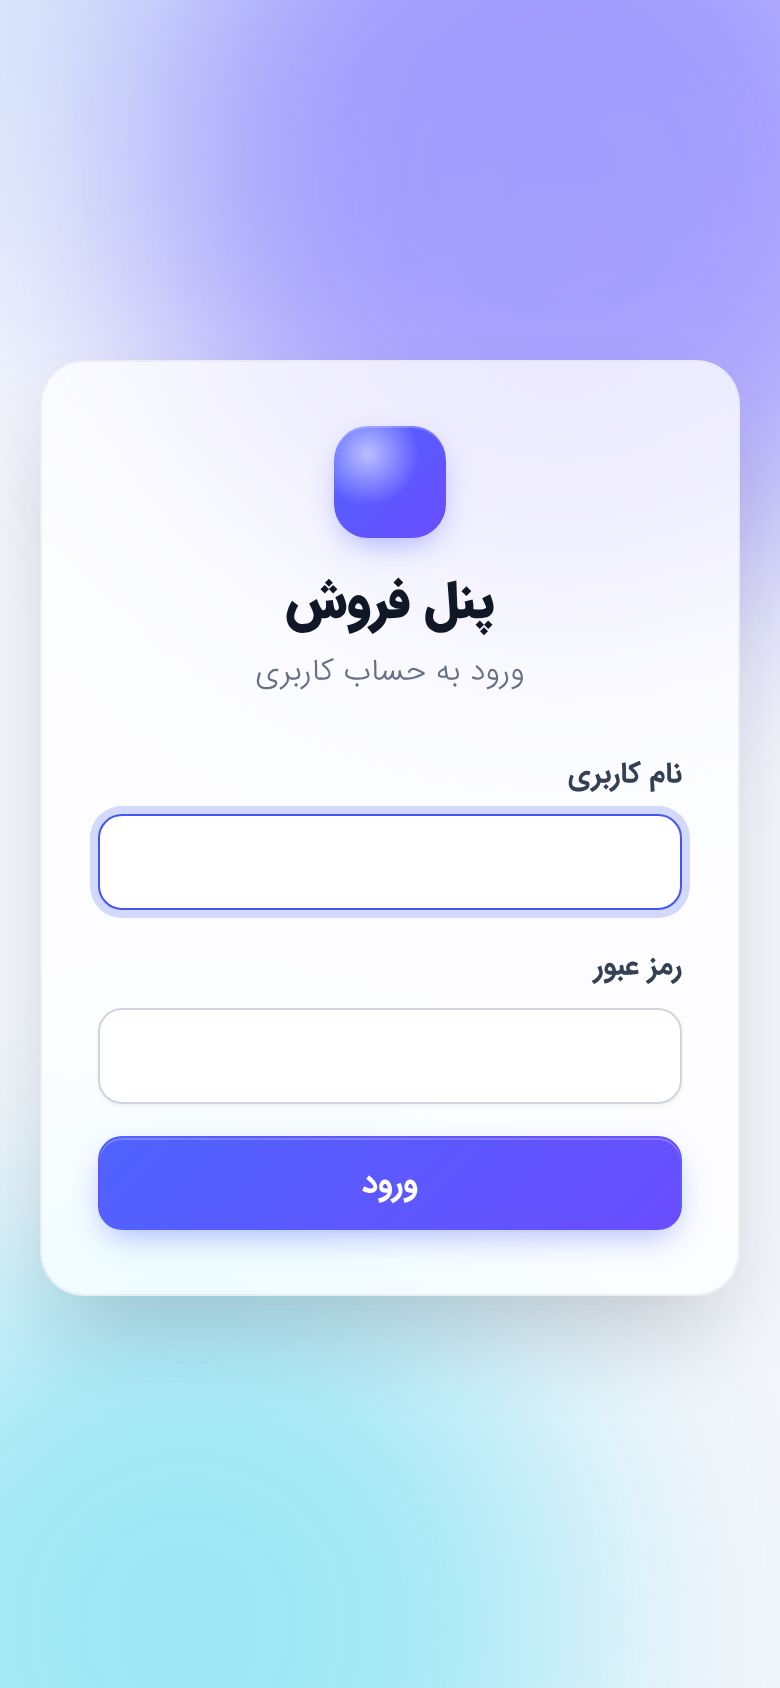 پنل فروش
ورود به حساب کاربری
نام کاربری
رمز عبور
ورود